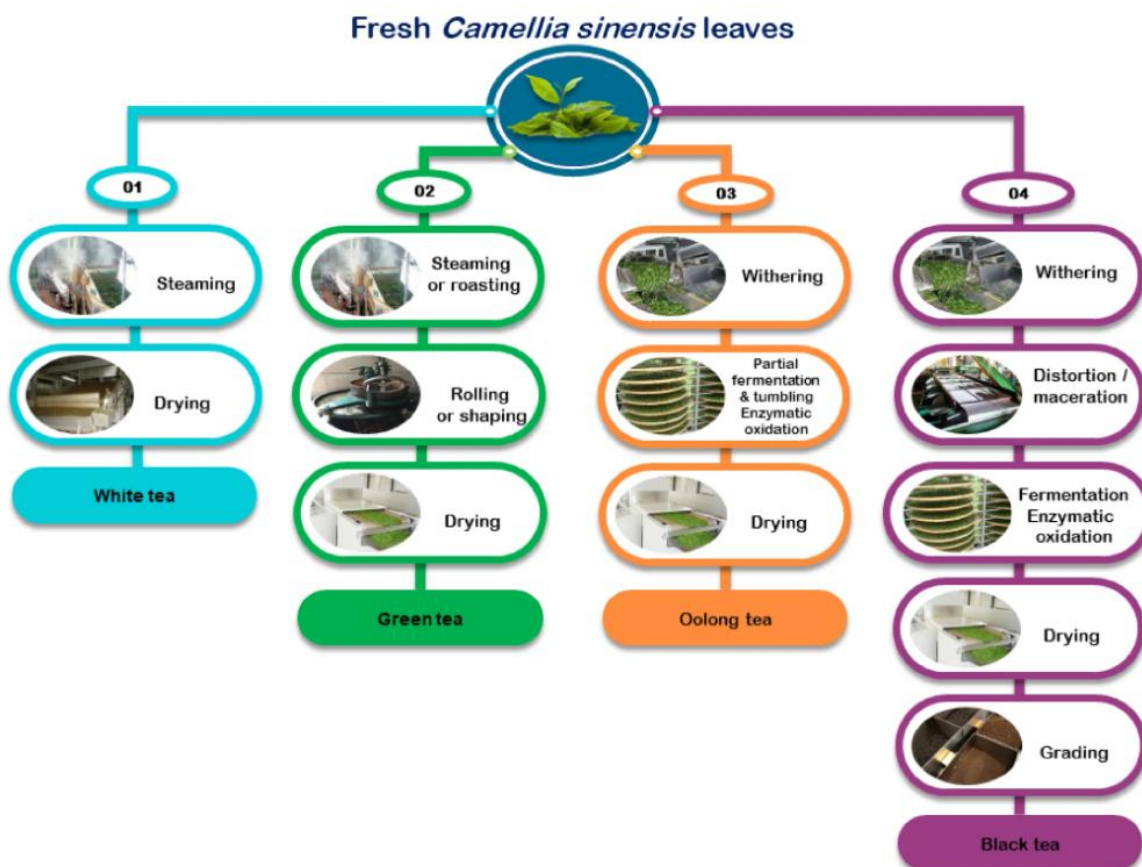 Fresh Camellia sinensis leaves
01
Steaming
Drying
White tea
02
Steaming
or roasting
Rolling
or shaping
Drying
Green tea
03
Withering
Partial
fermentation
& tumbling
Enzymatic
oxidation
Drying
Oolong tea
04
Withering
Distortion /
maceration
Fermentation
Enzymatic
oxidation
Drying
Grading
Black tea